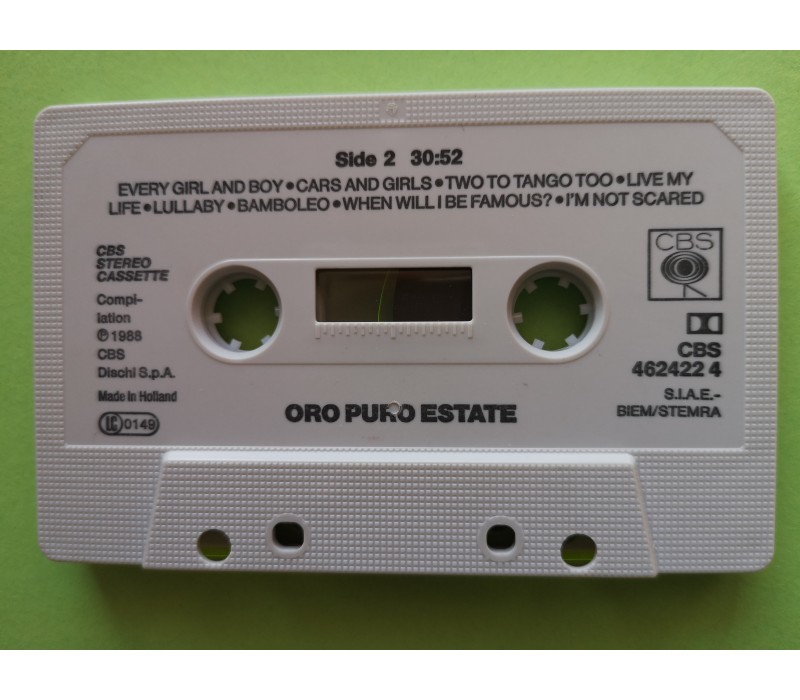 Side 2 30:52
EVERY GIRL AND BOY • CARS AND GIRLS • TWO TO TANGO TOO • LIVE MY
LIFE • LULLABY • BAMBOLEO • WHEN WILL I BE FAMOUS? • I'M NOT SCARED
CBS
STEREO
CASSETTE
Compi-
lation
℗ 1988
CBS
Dischi S.p.A.
Made in Holland
LC 0149
CBS
CBS
462422 4
S.I.A.E.-
BIEM/STEMRA
ORO PURO ESTATE